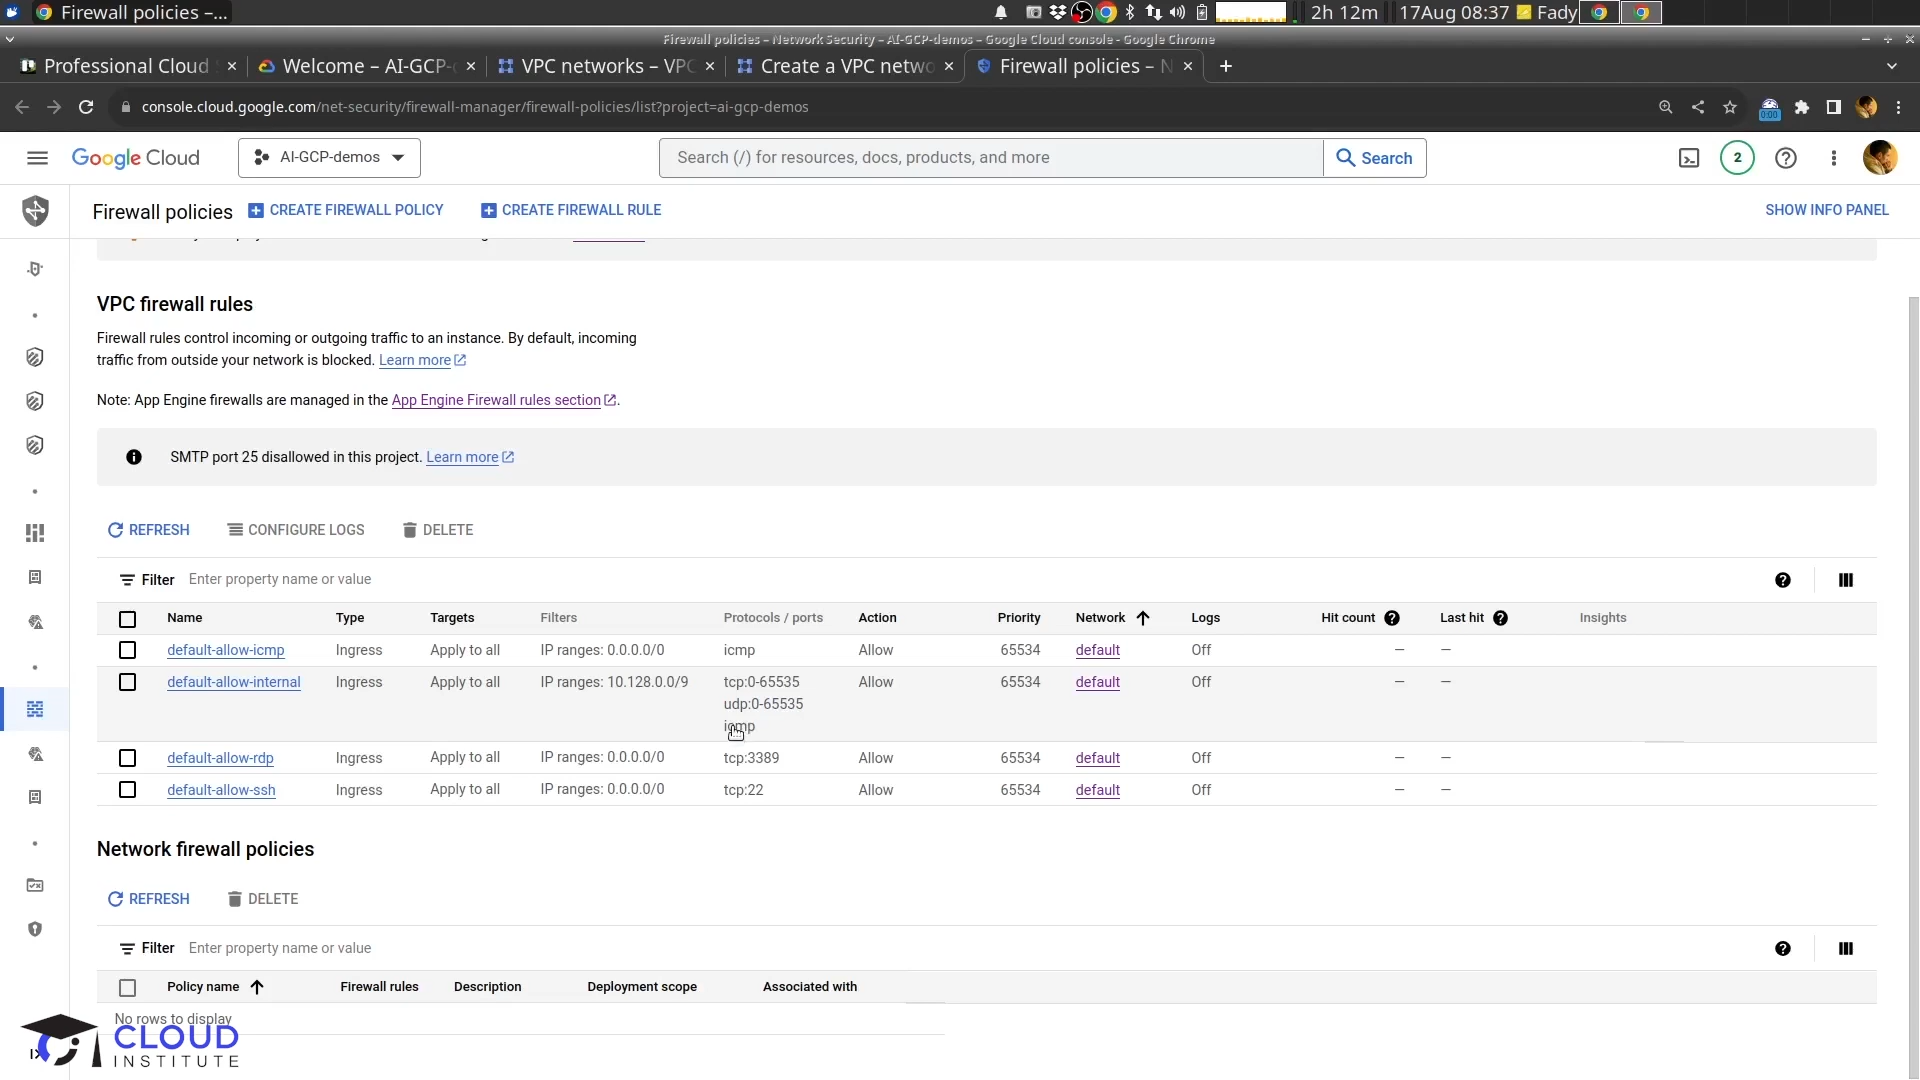 Firewall policies –...
2h 12m
17Aug 08:37
Fady
Firewall policies – Network Security – AI-GCP-demos – Google Cloud console - Google Chrome
Professional Cloud
Welcome – AI-GCP-
VPC networks – VPC
Create a VPC netwo
Firewall policies – N
console.cloud.google.com/net-security/firewall-manager/firewall-policies/list?project=ai-gcp-demos
0:00
Google Cloud
AI-GCP-demos
Search (/) for resources, docs, products, and more
Search
2
Firewall policies
CREATE FIREWALL POLICY
CREATE FIREWALL RULE
SHOW INFO PANEL
VPC firewall rules
Firewall rules control incoming or outgoing traffic to an instance. By default, incoming
traffic from outside your network is blocked. Learn more
Note: App Engine firewalls are managed in the App Engine Firewall rules section.
SMTP port 25 disallowed in this project. Learn more
REFRESH CONFIGURE LOGS DELETE
Filter Enter property name or value
Name Type Targets Filters Protocols / ports Action Priority Network Logs Hit count Last hit Insights
default-allow-icmp Ingress Apply to all IP ranges: 0.0.0.0/0 icmp Allow 65534 default Off — —
default-allow-internal Ingress Apply to all IP ranges: 10.128.0.0/9 tcp:0-65535 Allow 65534 default Off — —
udp:0-65535
icmp
default-allow-rdp Ingress Apply to all IP ranges: 0.0.0.0/0 tcp:3389 Allow 65534 default Off — —
default-allow-ssh Ingress Apply to all IP ranges: 0.0.0.0/0 tcp:22 Allow 65534 default Off — —
Network firewall policies
REFRESH DELETE
Filter Enter property name or value
Policy name Firewall rules Description Deployment scope Associated with
No rows to display
CLOUD
INSTITUTE